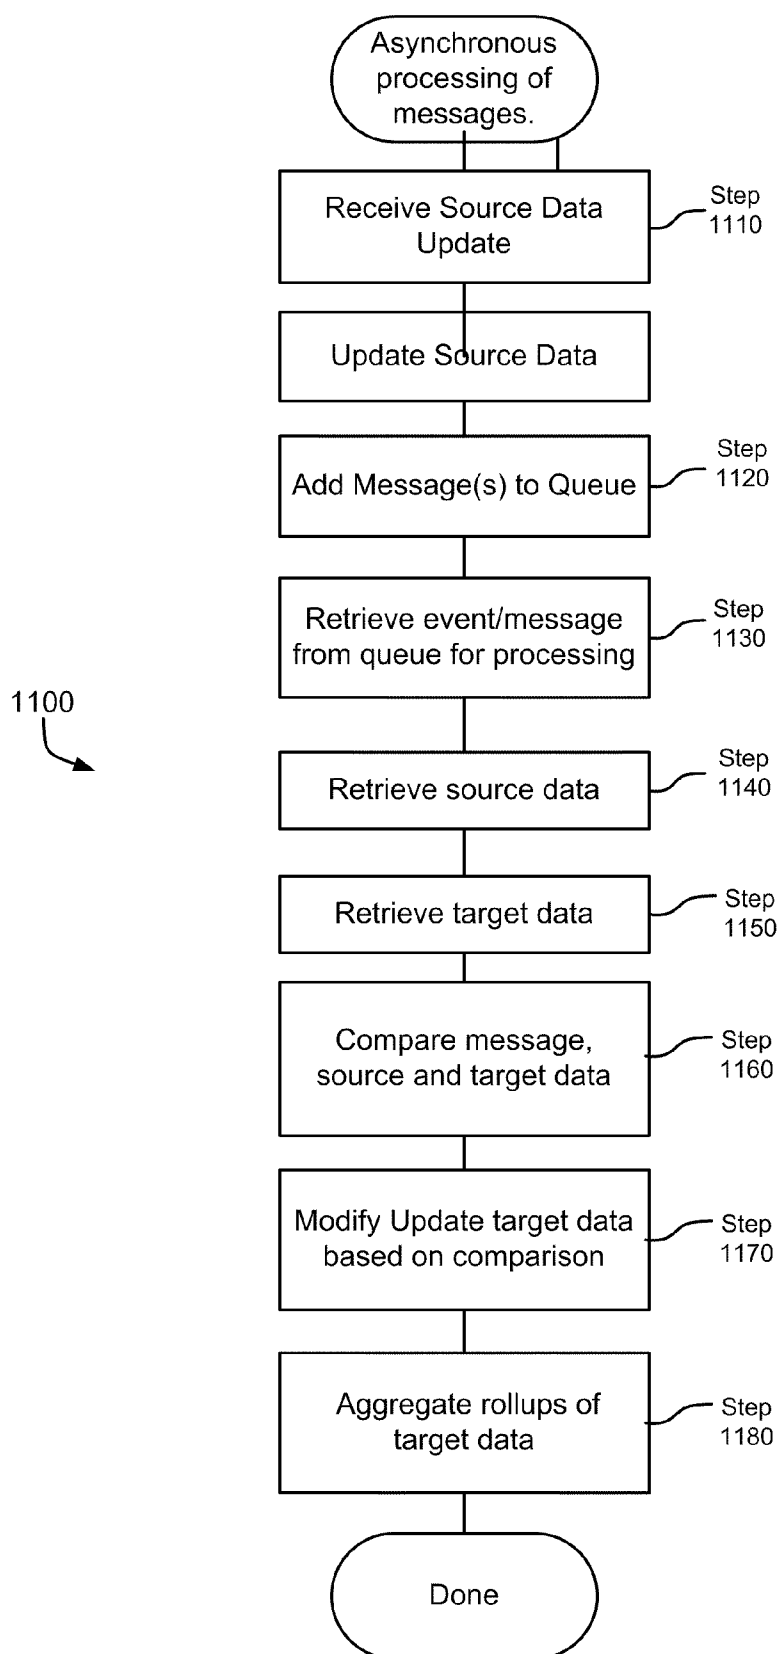 Asynchronous
processing of
messages.
Receive Source Data
Update
Step
1110
Update Source Data
Add Message(s) to Queue
Step
1120
Retrieve event/message
from queue for processing
Step
1130
1100
Retrieve source data
Step
1140
Retrieve target data
Step
1150
Compare message,
source and target data
Step
1160
Modify Update target data
based on comparison
Step
1170
Aggregate rollups of
target data
Step
1180
Done